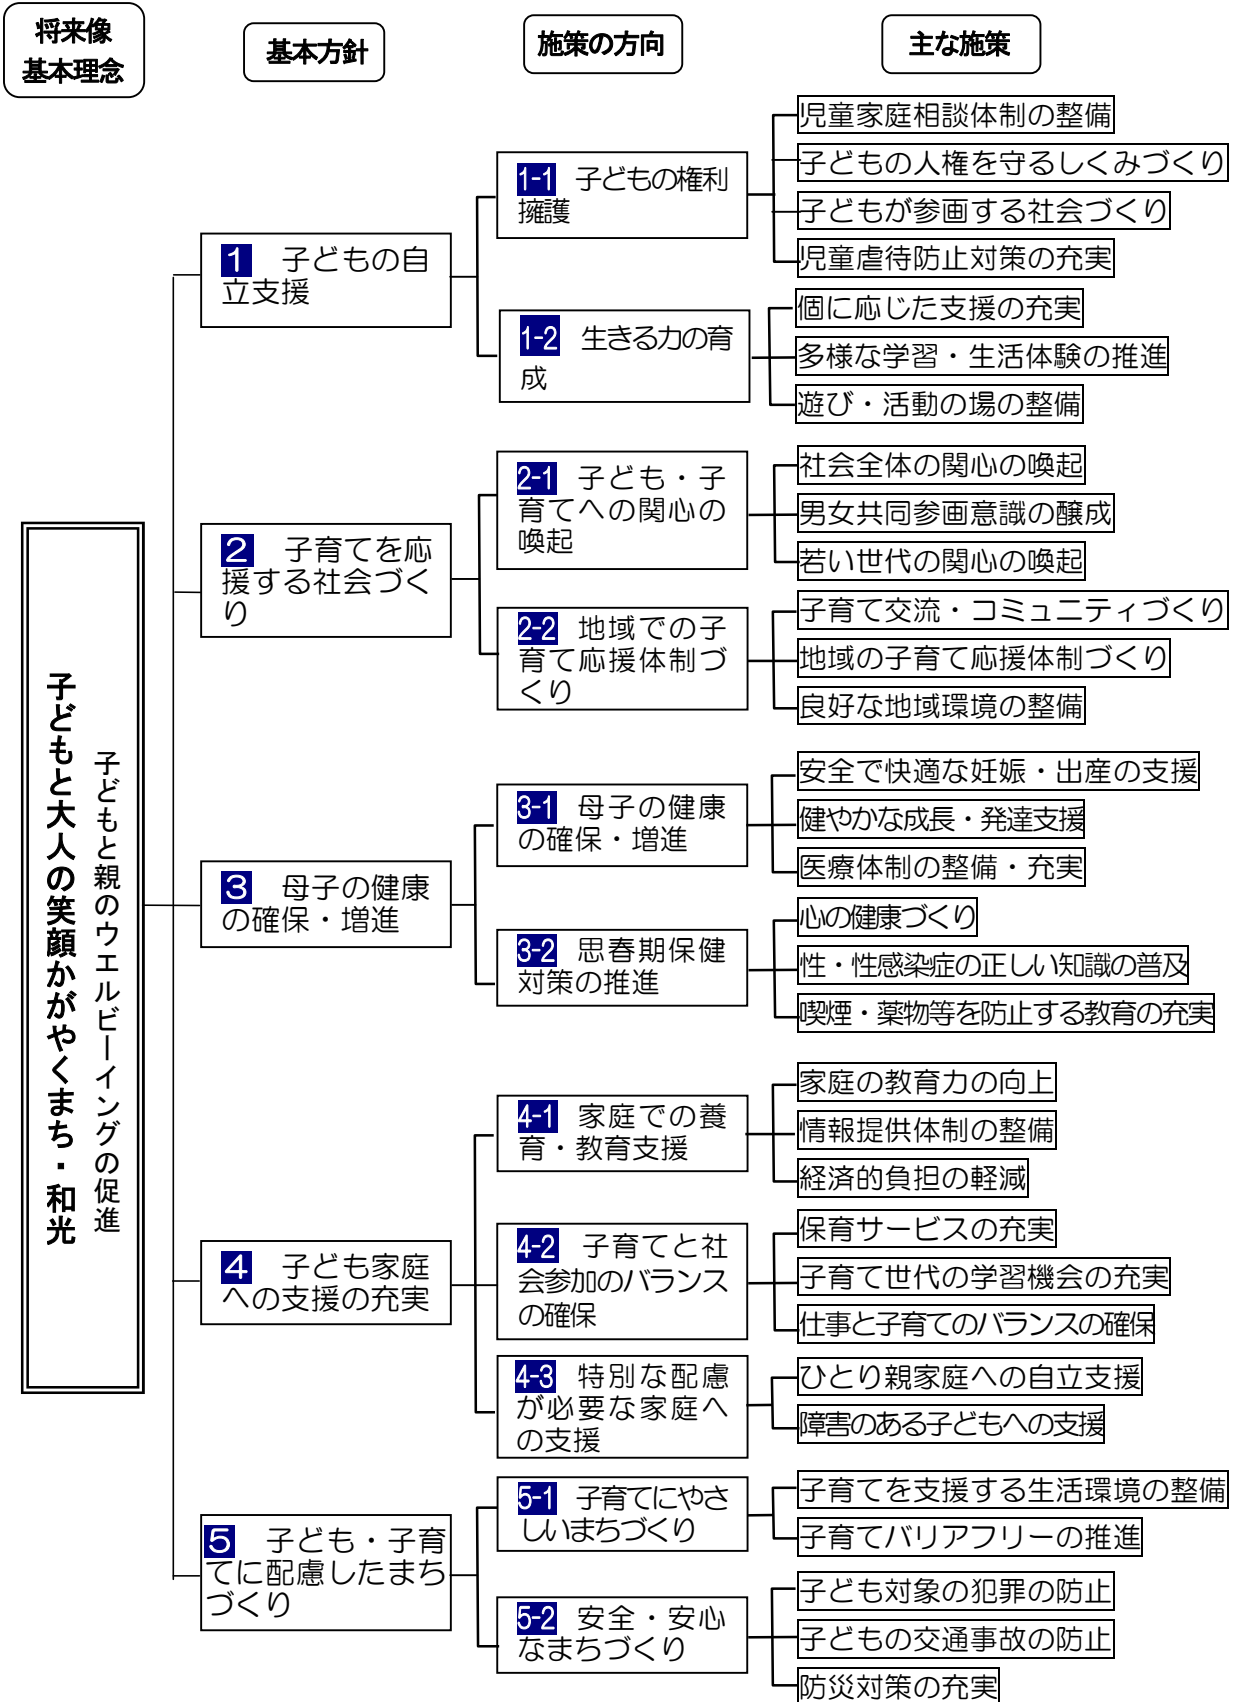 将来像
基本理念
基本方針
施策の方向
主な施策
子どもと親のウエルビーイングの促進
子どもと大人の笑顔かがやくまち・和光
1 子どもの自
立支援
1-1 子どもの権利
擁護
児童家庭相談体制の整備
子どもの人権を守るしくみづくり
子どもが参画する社会づくり
児童虐待防止対策の充実
1-2 生きる力の育
成
個に応じた支援の充実
多様な学習・生活体験の推進
遊び・活動の場の整備
2 子育てを応
援する社会づく
り
2-1 子ども・子
育てへの関心の
喚起
社会全体の関心の喚起
男女共同参画意識の醸成
若い世代の関心の喚起
2-2 地域での子
育て応援体制づ
くり
子育て交流・コミュニティづくり
地域の子育て応援体制づくり
良好な地域環境の整備
3 母子の健康
の確保・増進
3-1 母子の健康
の確保・増進
安全で快適な妊娠・出産の支援
健やかな成長・発達支援
医療体制の整備・充実
3-2 思春期保健
対策の推進
心の健康づくり
性・性感染症の正しい知識の普及
喫煙・薬物等を防止する教育の充実
4 子ども家庭
への支援の充実
4-1 家庭での養
育・教育支援
家庭の教育力の向上
情報提供体制の整備
経済的負担の軽減
4-2 子育てと社
会参加のバランス
の確保
保育サービスの充実
子育て世代の学習機会の充実
仕事と子育てのバランスの確保
4-3 特別な配慮
が必要な家庭へ
の支援
ひとり親家庭への自立支援
障害のある子どもへの支援
5 子ども・子育
てに配慮したまち
づくり
5-1 子育てにやさ
しいまちづくり
子育てを支援する生活環境の整備
子育てバリアフリーの推進
5-2 安全・安心
なまちづくり
子ども対象の犯罪の防止
子どもの交通事故の防止
防災対策の充実